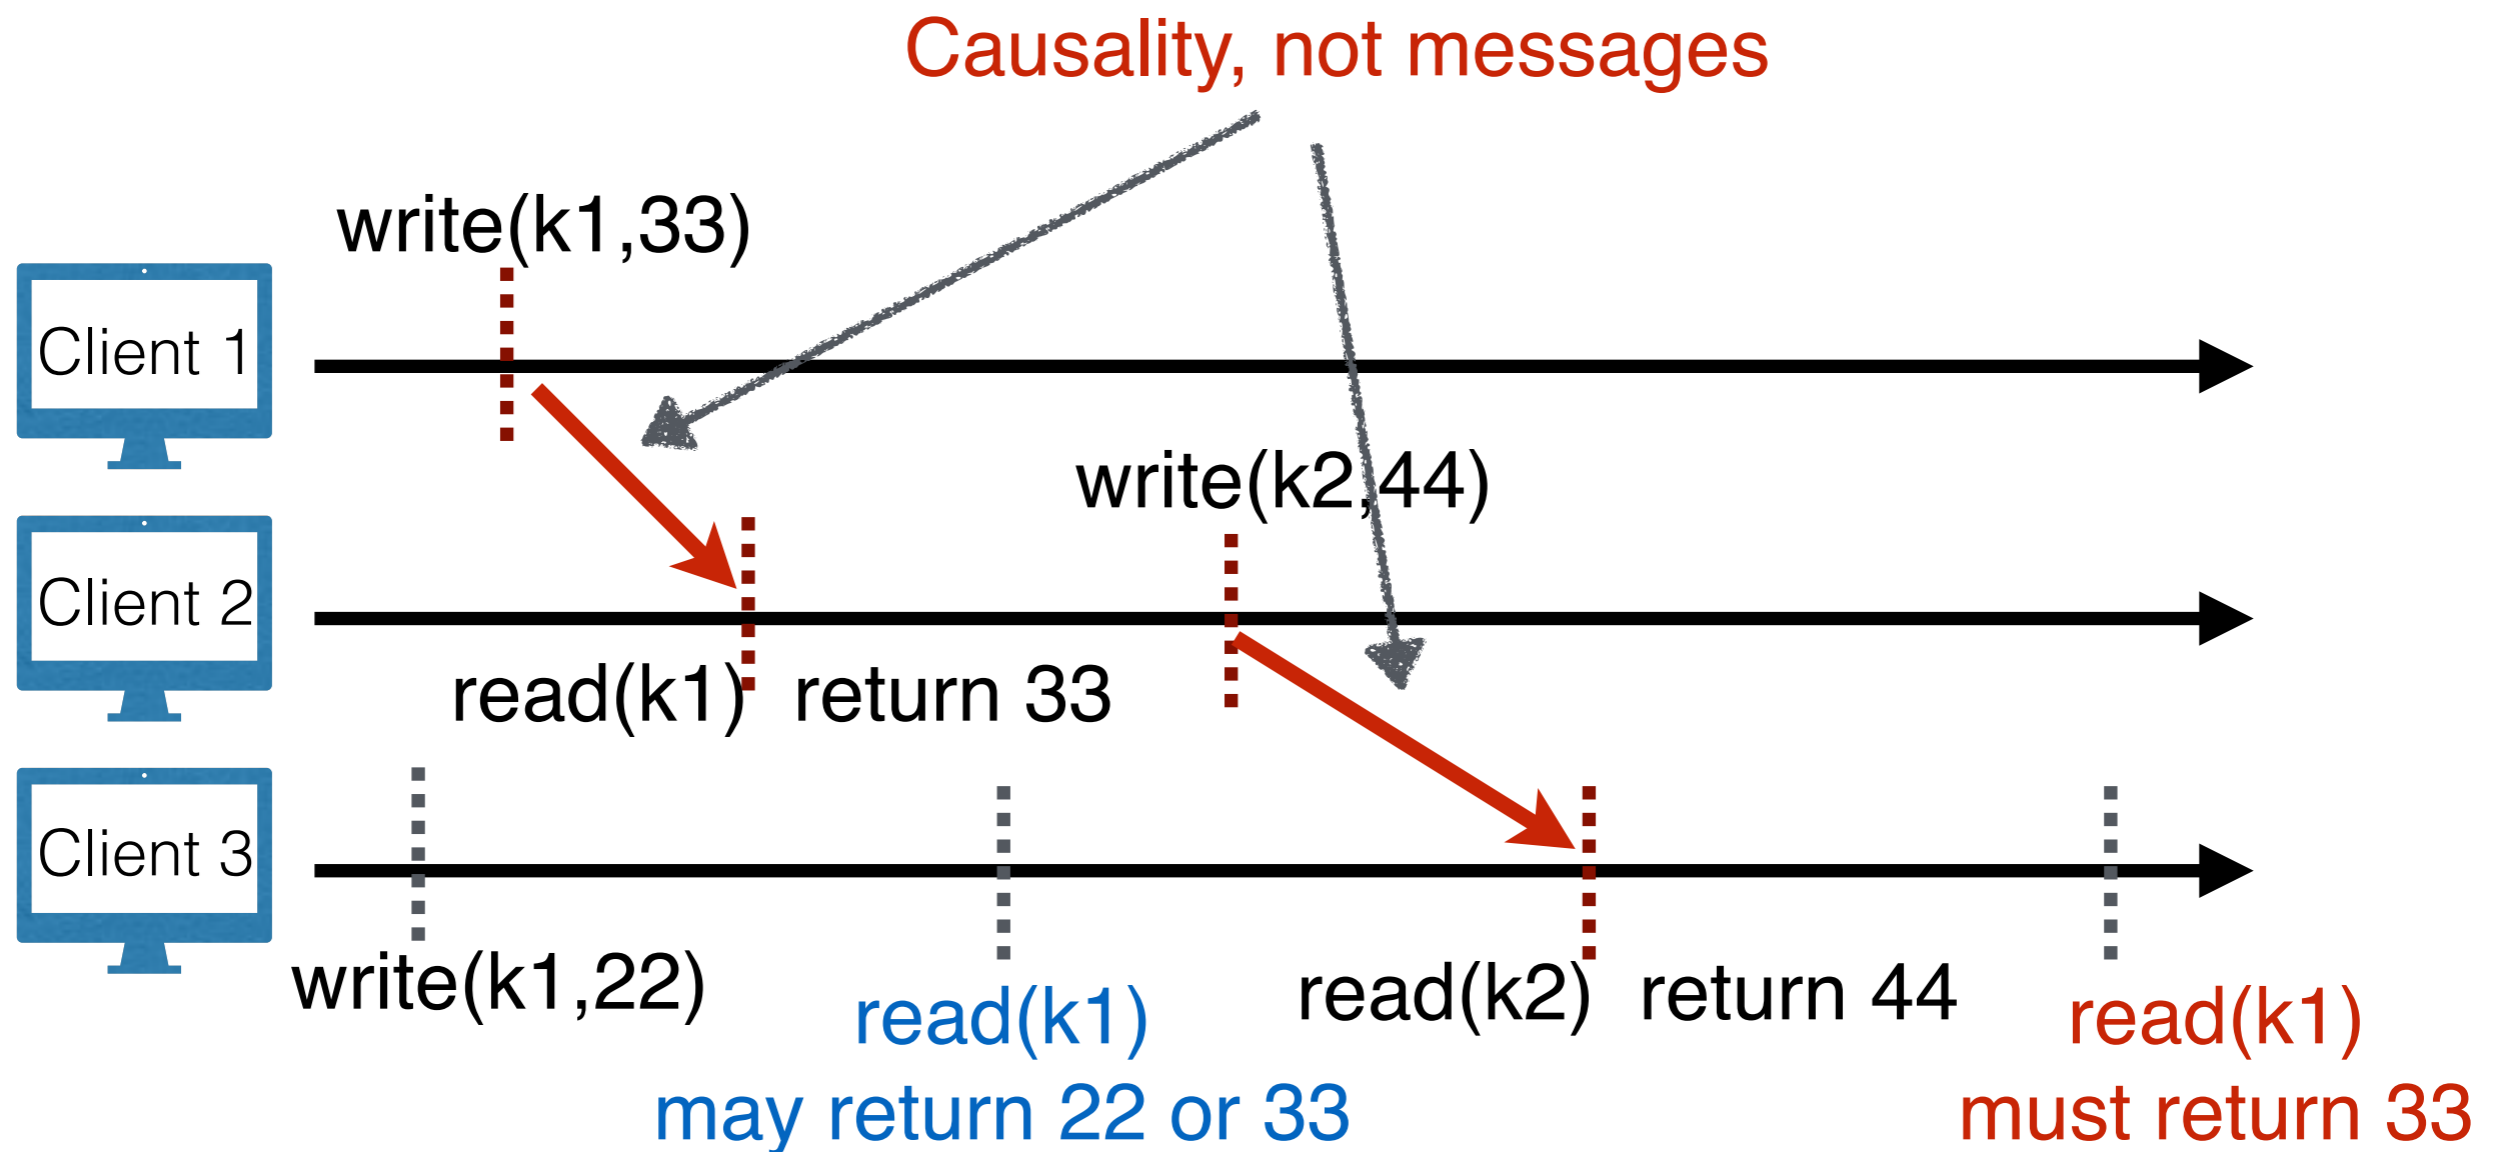 Causality, not messages
write(k1,33)
Client 1
write(k2,44)
Client 2
read(k1) return 33
Client 3
write(k1,22)
read(k1)
may return 22 or 33
read(k2) return 44
read(k1)
must return 33